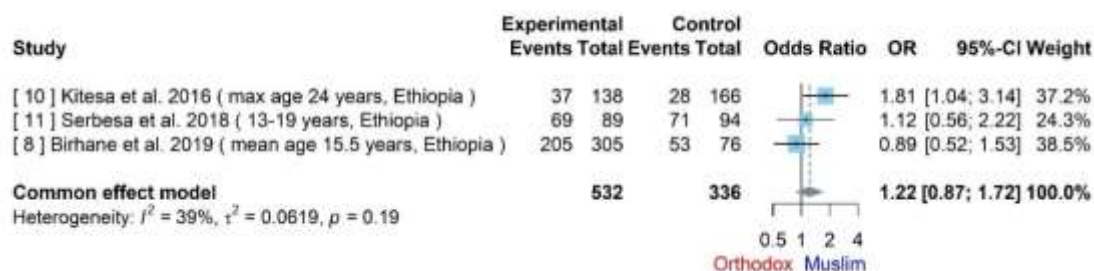 Experimental Control
Study Events Total Events Total Odds Ratio OR 95%-CI Weight
[ 10 ] Kitesa et al. 2016 ( max age 24 years, Ethiopia ) 37 138 28 166 1.81 [1.04; 3.14] 37.2%
[ 11 ] Serbesa et al. 2018 ( 13-19 years, Ethiopia ) 69 89 71 94 1.12 [0.56; 2.22] 24.3%
[ 8 ] Birhane et al. 2019 ( mean age 15.5 years, Ethiopia ) 205 305 53 76 0.89 [0.52; 1.53] 38.5%
Common effect model 532 336 1.22 [0.87; 1.72] 100.0%
Heterogeneity: I² = 39%, τ² = 0.0619, p = 0.19
0.5 1 2 4
Orthodox Muslim